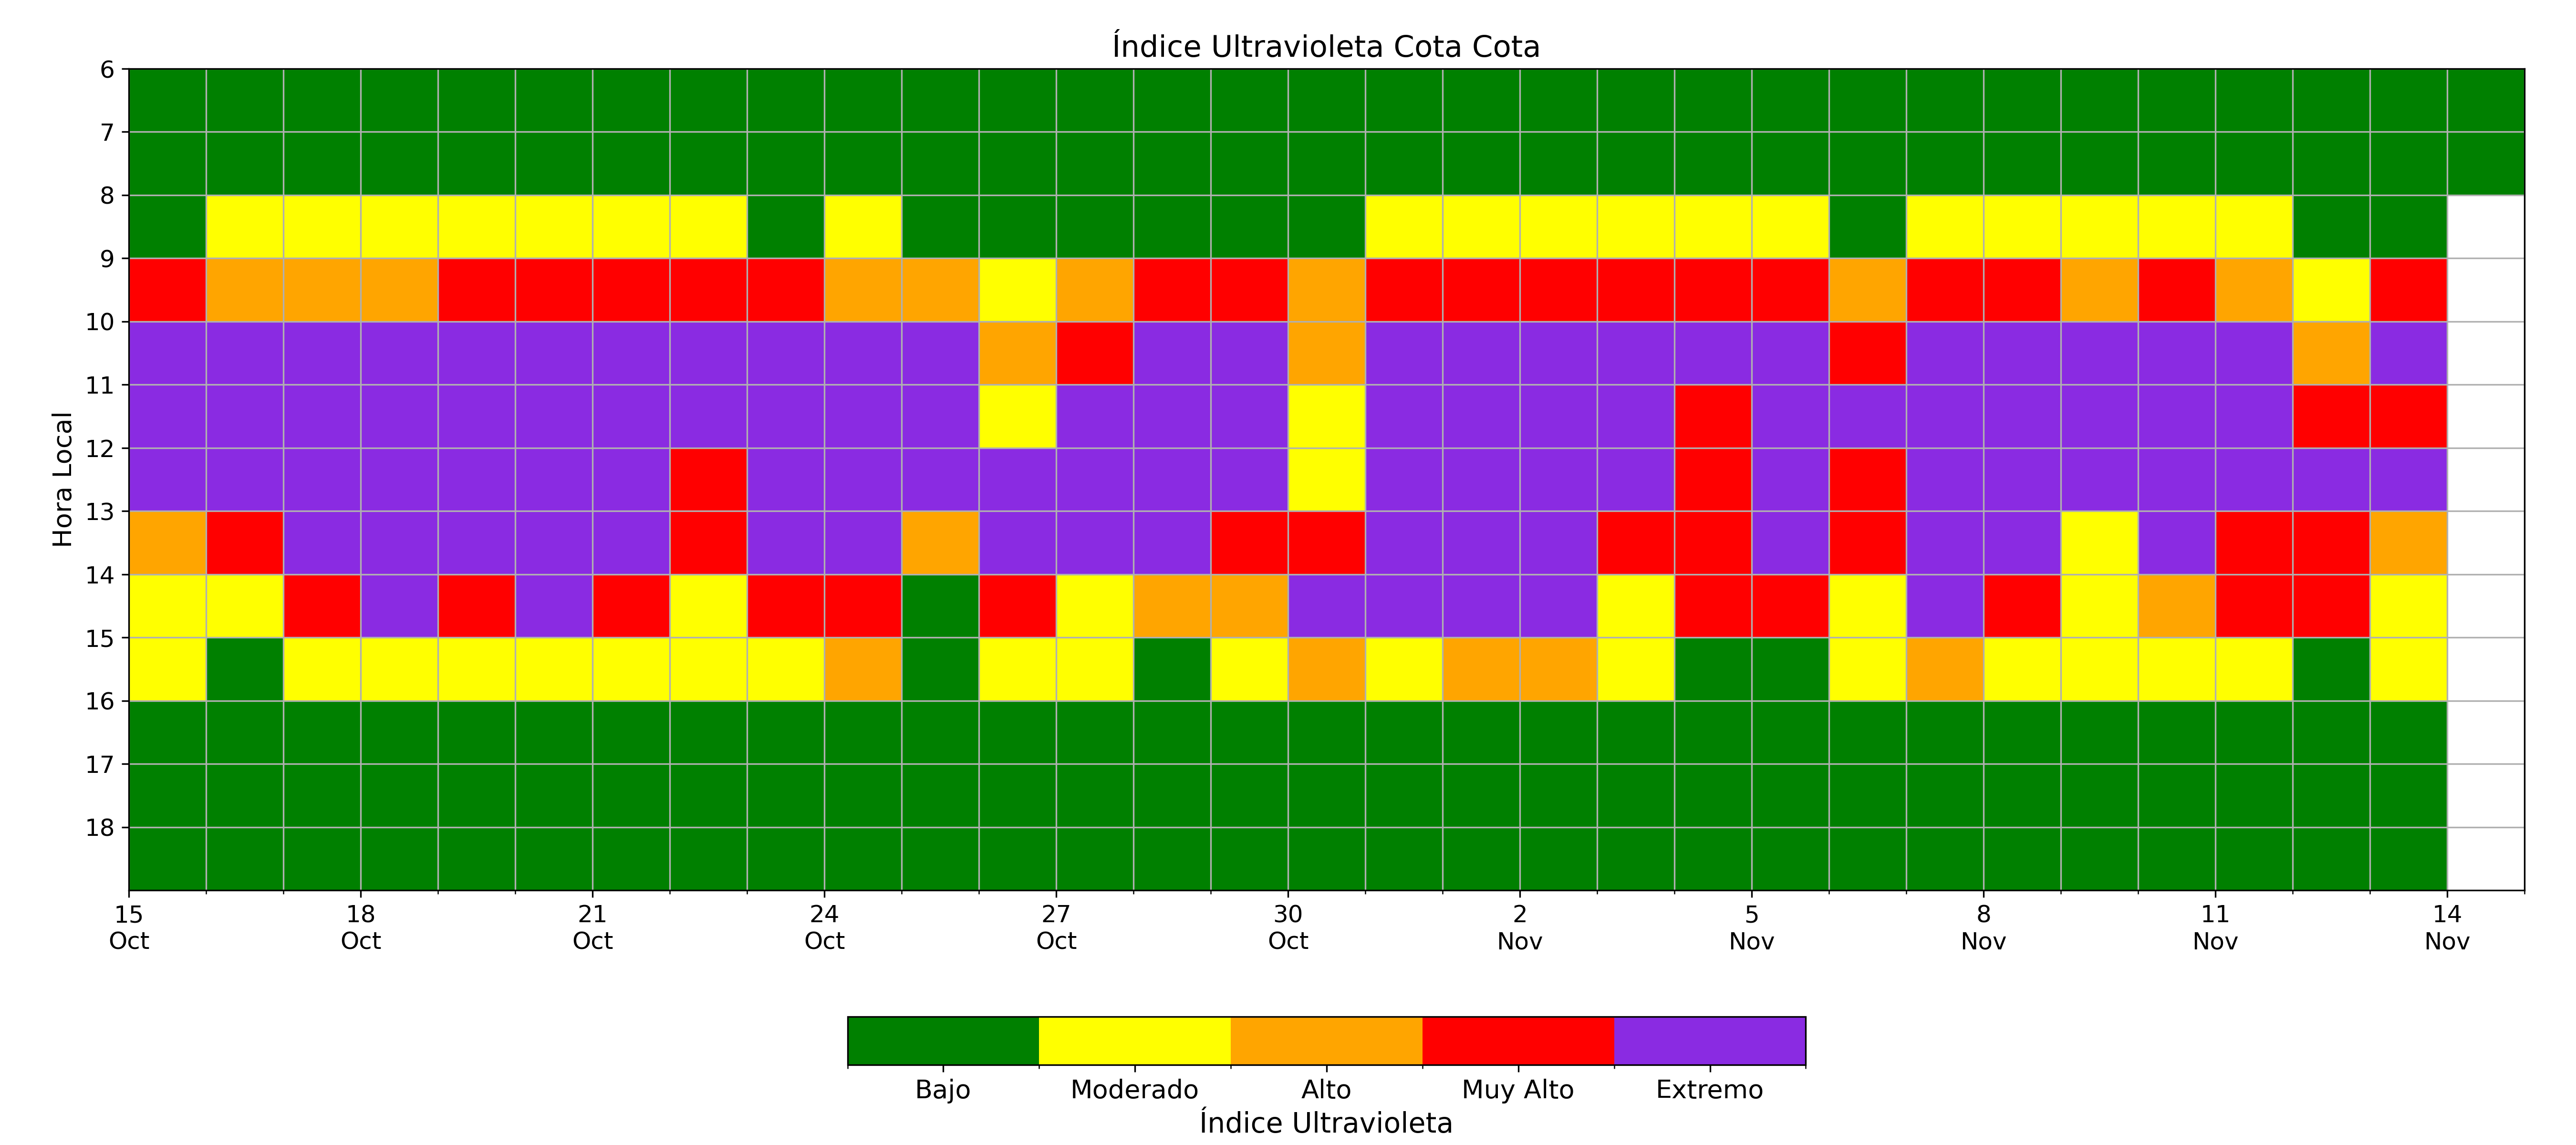 Índice Ultravioleta Cota Cota
Hora Local
6
7
8
9
10
11
12
13
14
15
16
17
18
15 18 21 24 27 30 2 5 8 11 14
Oct Oct Oct Oct Oct Oct Nov Nov Nov Nov Nov
Bajo Moderado Alto Muy Alto Extremo
Índice Ultravioleta